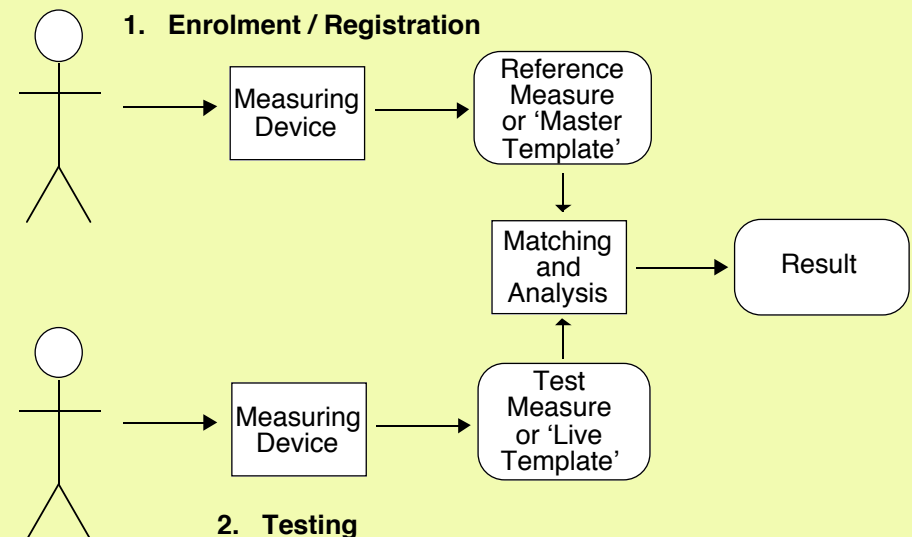 1. Enrolment / Registration
Measuring
Device
Reference
Measure
or ‘Master
Template’
Matching
and
Analysis
Result
Measuring
Device
Test
Measure
or ‘Live
Template’
2. Testing